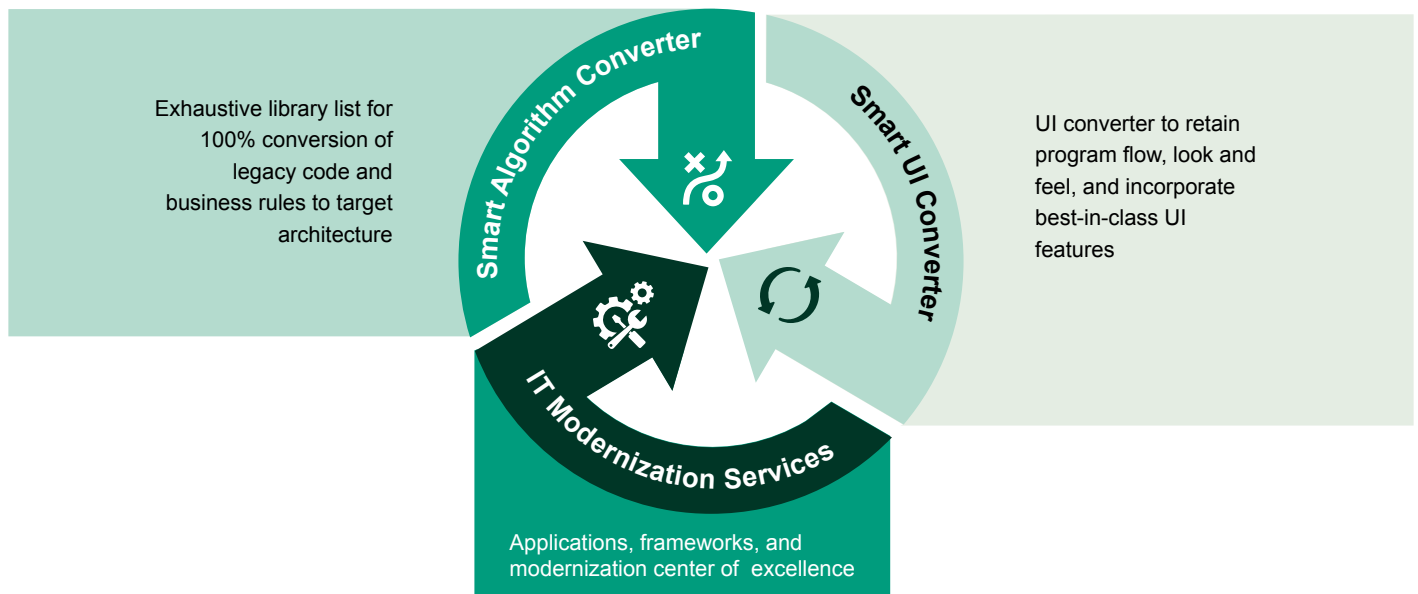 Smart Algorithm Converter
Exhaustive library list for
100% conversion of
legacy code and
business rules to target
architecture
Smart UI Converter
UI converter to retain
program flow, look and
feel, and incorporate
best-in-class UI
features
IT Modernization Services
Applications, frameworks, and
modernization center of excellence